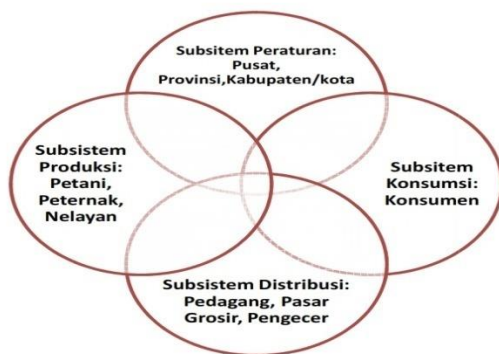 Subsitem Peraturan:
Pusat,
Provinsi,Kabupaten/kota
Subsistem
Produksi:
Petani,
Peternak,
Nelayan
Subsitem
Konsumsi:
Konsumen
Subsistem Distribusi:
Pedagang, Pasar
Grosir, Pengecer